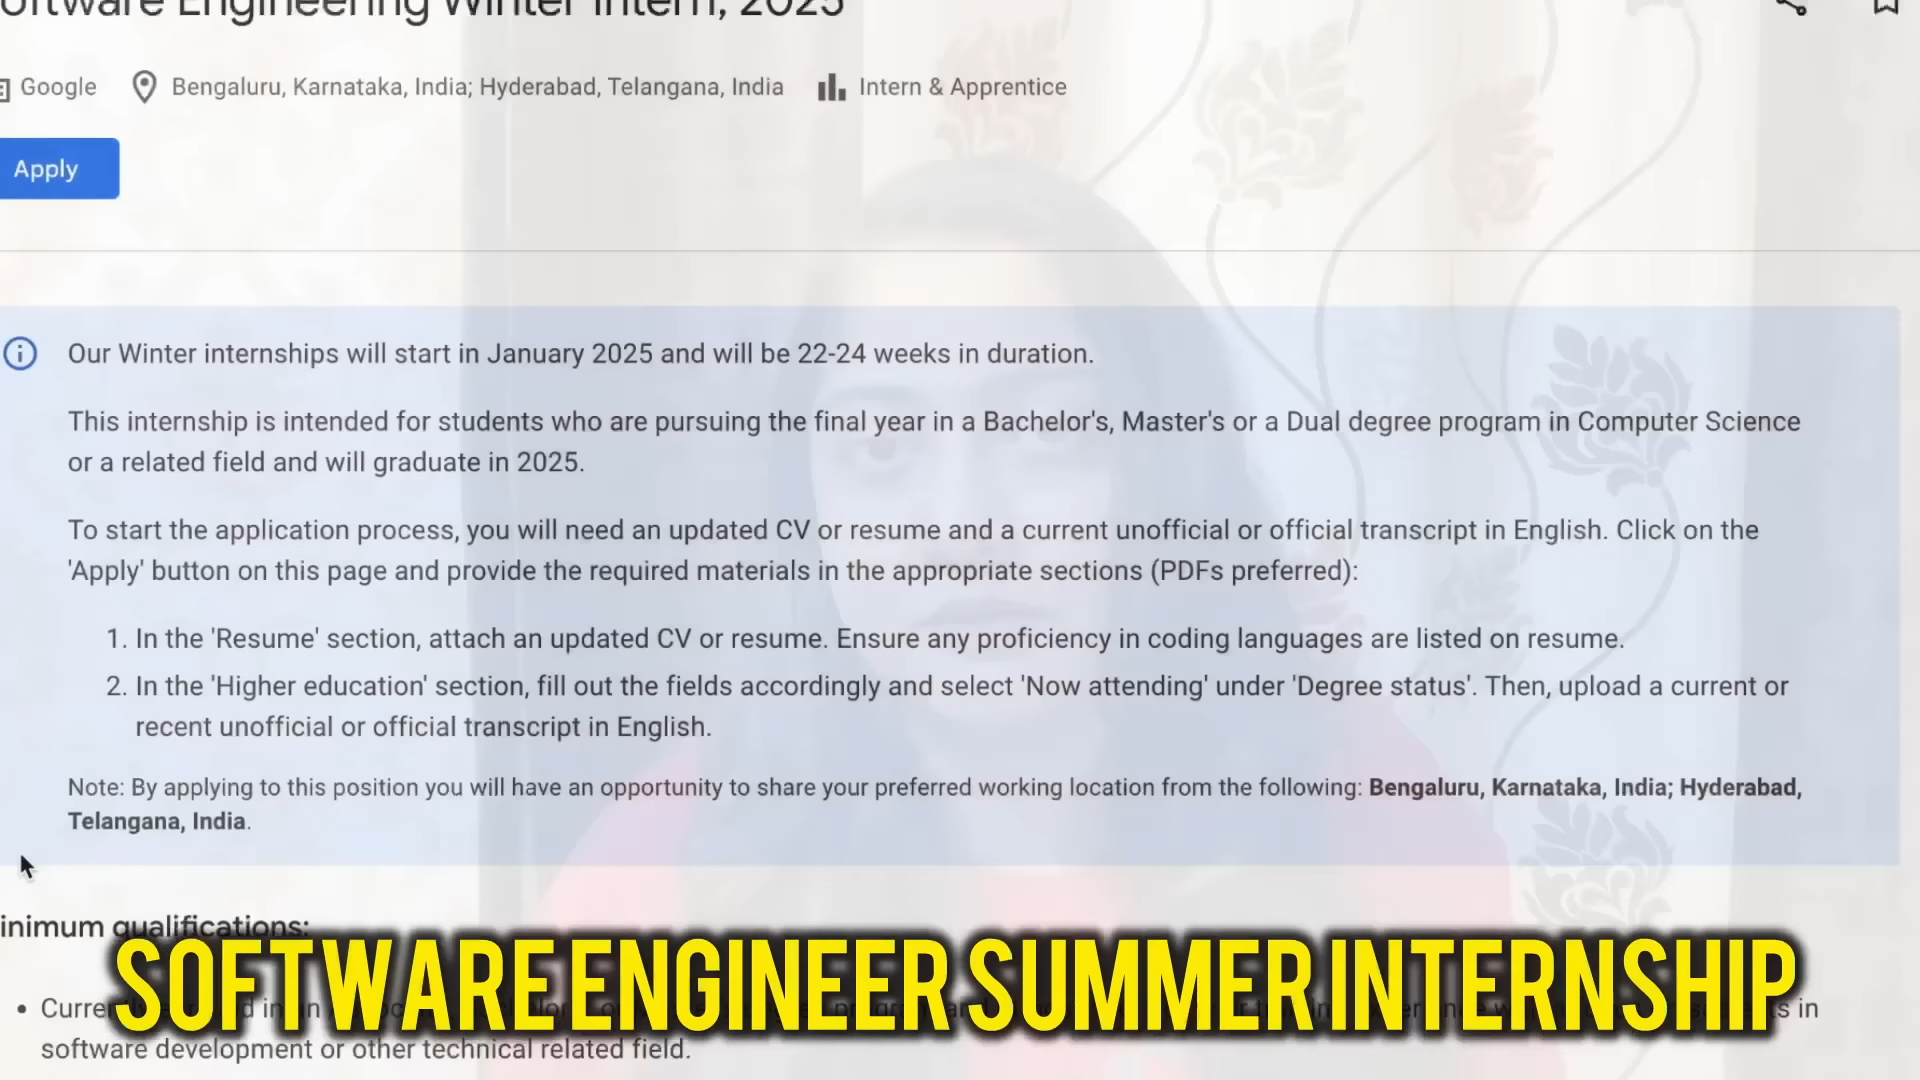 oftware Engineering Winter Intern, 2025
Google Bengaluru, Karnataka, India; Hyderabad, Telangana, India Intern & Apprentice
Apply
Our Winter internships will start in January 2025 and will be 22-24 weeks in duration.
This internship is intended for students who are pursuing the final year in a Bachelor's, Master's or a Dual degree program in Computer Science
or a related field and will graduate in 2025.
To start the application process, you will need an updated CV or resume and a current unofficial or official transcript in English. Click on the
'Apply' button on this page and provide the required materials in the appropriate sections (PDFs preferred):
1. In the 'Resume' section, attach an updated CV or resume. Ensure any proficiency in coding languages are listed on resume.
2. In the 'Higher education' section, fill out the fields accordingly and select 'Now attending' under 'Degree status'. Then, upload a current or
recent unofficial or official transcript in English.
Note: By applying to this position you will have an opportunity to share your preferred working location from the following: Bengaluru, Karnataka, India; Hyderabad,
Telangana, India.
inimum qualifications:
SOFTWARE ENGINEER SUMMER INTERNSHIP
in
software development or other technical related field.